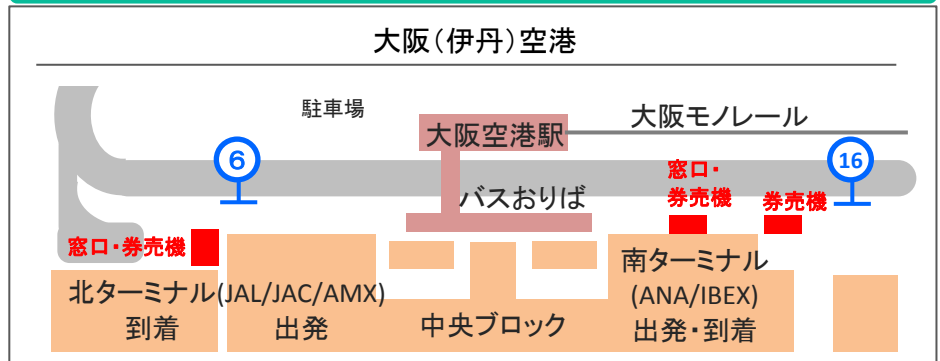 大阪（伊丹）空港
駐車場
大阪モノレール
大阪空港駅
6
16
窓口・
券売機
券売機
バスおりば
窓口・券売機
北ターミナル(JAL/JAC/AMX)
到着
出発
中央ブロック
南ターミナル
(ANA/IBEX)
出発・到着